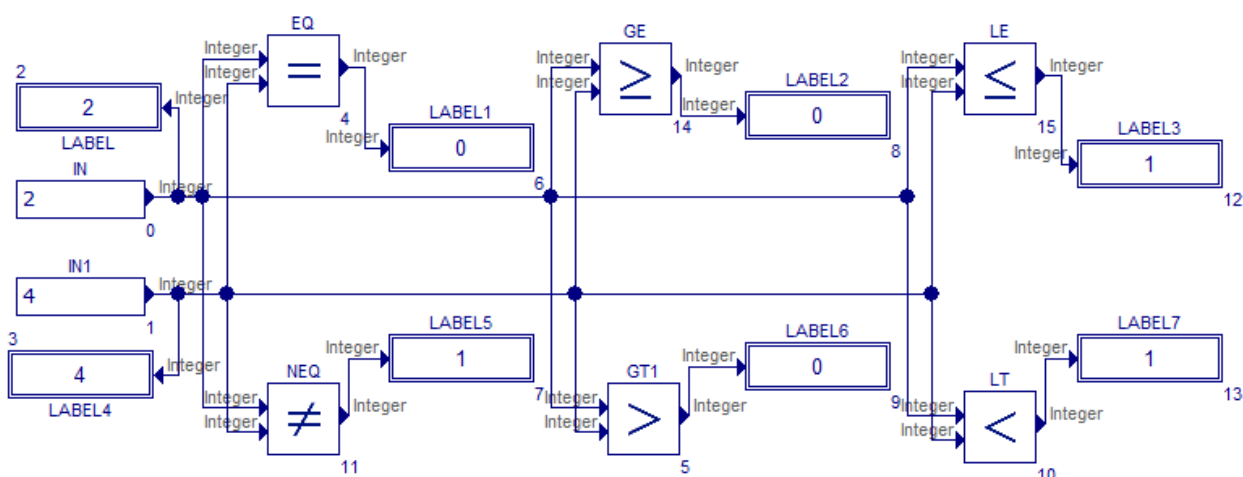 EQ
GE
LE
Integer
Integer
Integer
Integer
=
Integer
Integer
≥
Integer
Integer
≤
2
Integer
2
LABEL
4
Integer
LABEL1
0
6
14
Integer
LABEL2
0
8
15
Integer
LABEL3
1
12
IN
2
Integer
0
IN1
4
Integer
1
3
4
Integer
LABEL4
NEQ
Integer
Integer
≠
Integer
11
Integer
LABEL5
1
7
GT1
Integer
Integer
>
Integer
5
Integer
LABEL6
0
9
LT
Integer
Integer
<
Integer
10
Integer
LABEL7
1
13
Integer
Integer